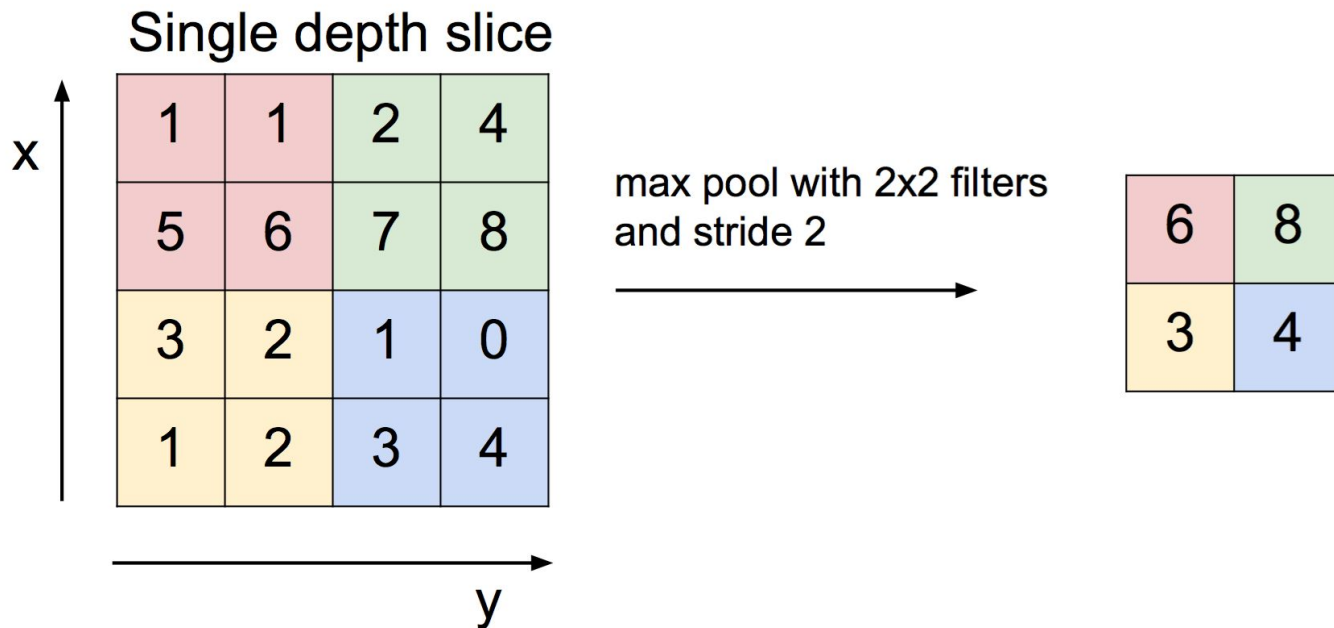 Single depth slice
x
1 1 2 4
5 6 7 8
3 2 1 0
1 2 3 4
y
max pool with 2x2 filters
and stride 2
6 8
3 4